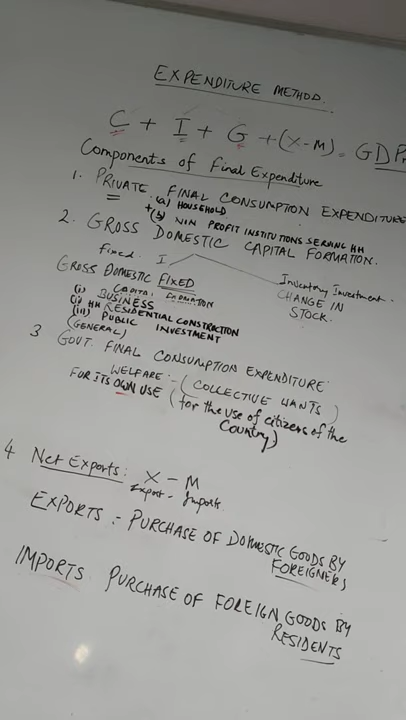 EXPENDITURE METHOD.
C + I + G + (X-M) = GDP
Components of Final Expenditure
1. PRIVATE FINAL CONSUMPTION EXPENDITURE
(a) HOUSEHOLD
+ (b) NIN PROFIT INSTITUTIONS SERVING HH
2. GROSS DOMESTIC CAPITAL FORMATION.
fixed. I
GROSS DOMESTIC FIXED
CAPITAL FORMATION
Inventory Investment.
CHANGE IN
STOCK.
(i) BUSINESS
(ii) HH RESIDENTIAL CONSTRUCTION
(iii) PUBLIC INVESTMENT
(GENERAL)
3 GOVT. FINAL CONSUMPTION EXPENDITURE:
WELFARE - (COLLECTIVE WANTS)
FOR ITS OWN USE (for the use of citizens of the
Country)
4 Net Exports: X - M
Export - Imports
EXPORTS - PURCHASE OF DOMESTIC GOODS BY
FOREIGNERS
IMPORTS PURCHASE OF FOREIGN GOODS BY
RESIDENTS